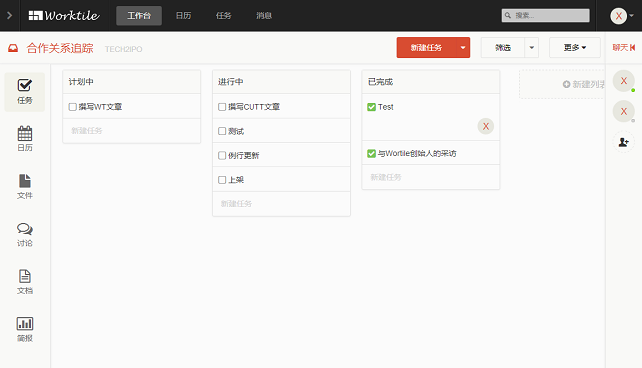 Worktile 工作台 日历 任务 消息 搜索... X
合作关系追踪 TECH2IPO 新建任务 筛选 更多 聊天
任务
日历
文件
讨论
文档
简报
计划中
撰写WT文章
新建任务
进行中
撰写CUTT文章
测试
例行更新
上架
新建任务
已完成
Test
X
与Wortile创始人的采访
新建任务
新建列表
X
X